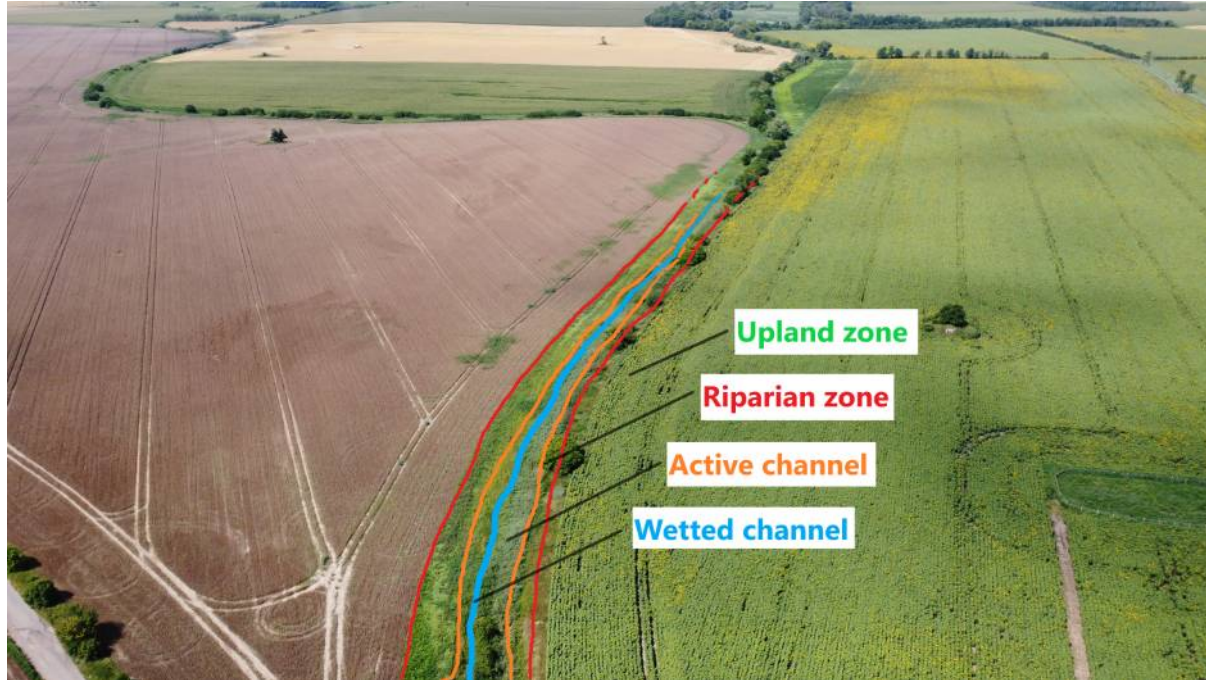 Upland zone
Riparian zone
Active channel
Wetted channel